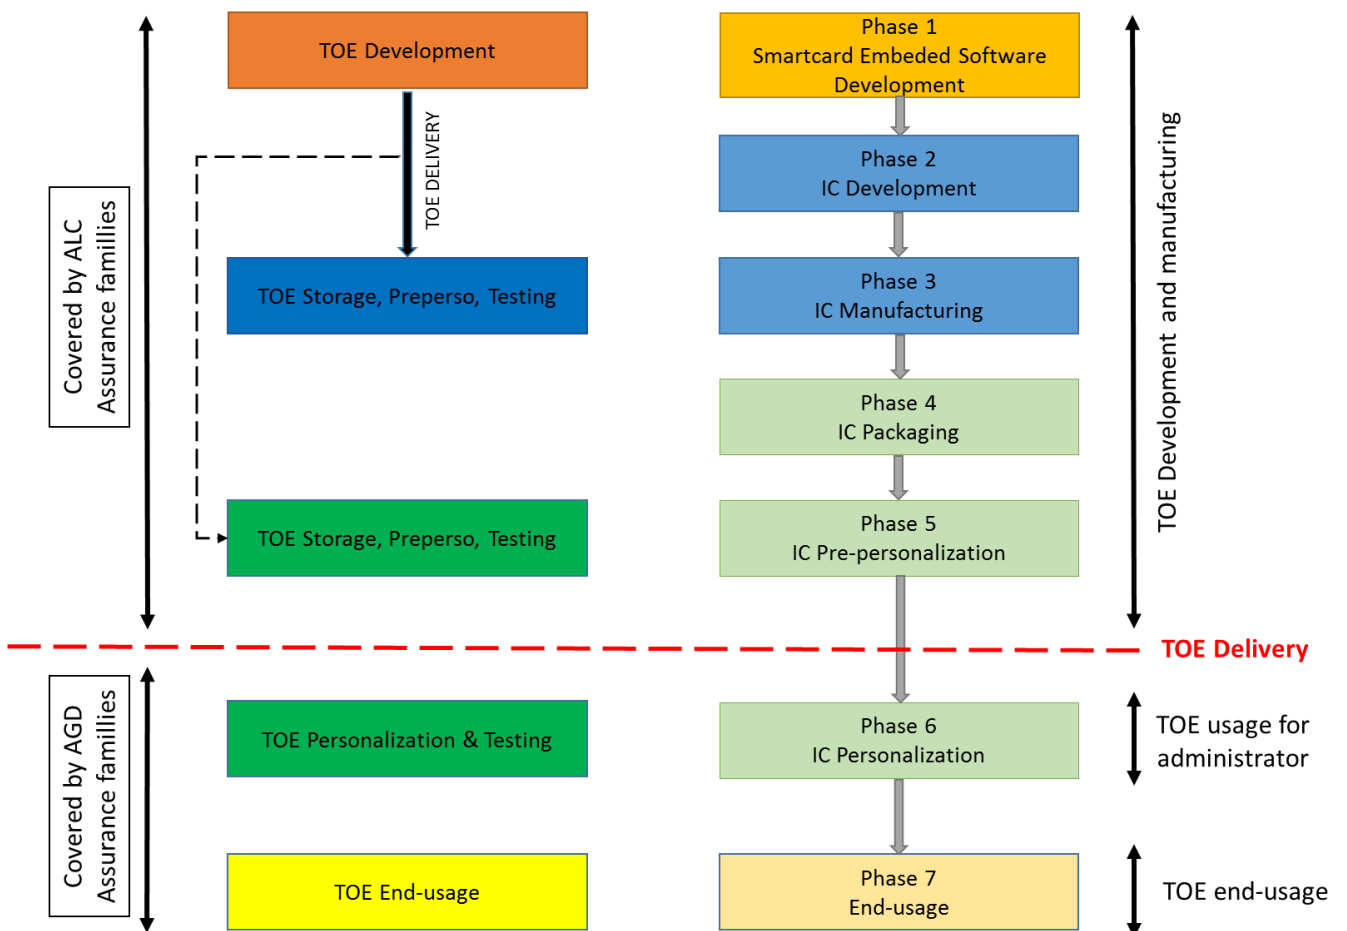 TOE Development
Phase 1
Smartcard Embeded Software
Development
TOE DELIVERY
Phase 2
IC Development
Covered by ALC
Assurance famillies
TOE Development and manufacturing
TOE Storage, Preperso, Testing
Phase 3
IC Manufacturing
Phase 4
IC Packaging
TOE Storage, Preperso, Testing
Phase 5
IC Pre-personalization
TOE Delivery
Covered by AGD
Assurance famillies
TOE Personalization & Testing
Phase 6
IC Personalization
TOE usage for
administrator
TOE End-usage
Phase 7
End-usage
TOE end-usage